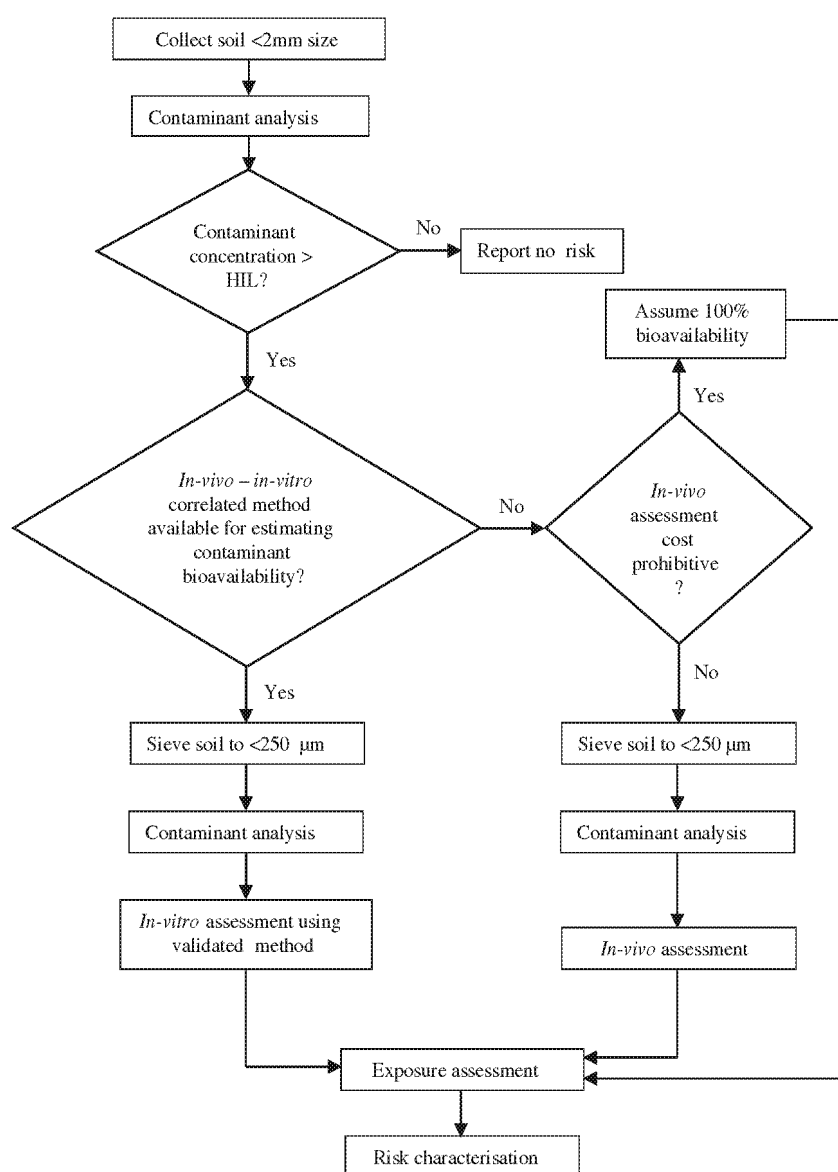 Collect soil <2mm size
Contaminant analysis
Contaminant
concentration >
HIL?
No
Report no risk
Yes
Assume 100%
bioavailability
Yes
In-vivo – in-vitro
correlated method
available for estimating
contaminant
bioavailability?
No
In-vivo
assessment
cost
prohibitive
?
Yes
No
Sieve soil to <250 µm
Sieve soil to <250 µm
Contaminant analysis
Contaminant analysis
In-vitro assessment using
validated method
In-vivo assessment
Exposure assessment
Risk characterisation